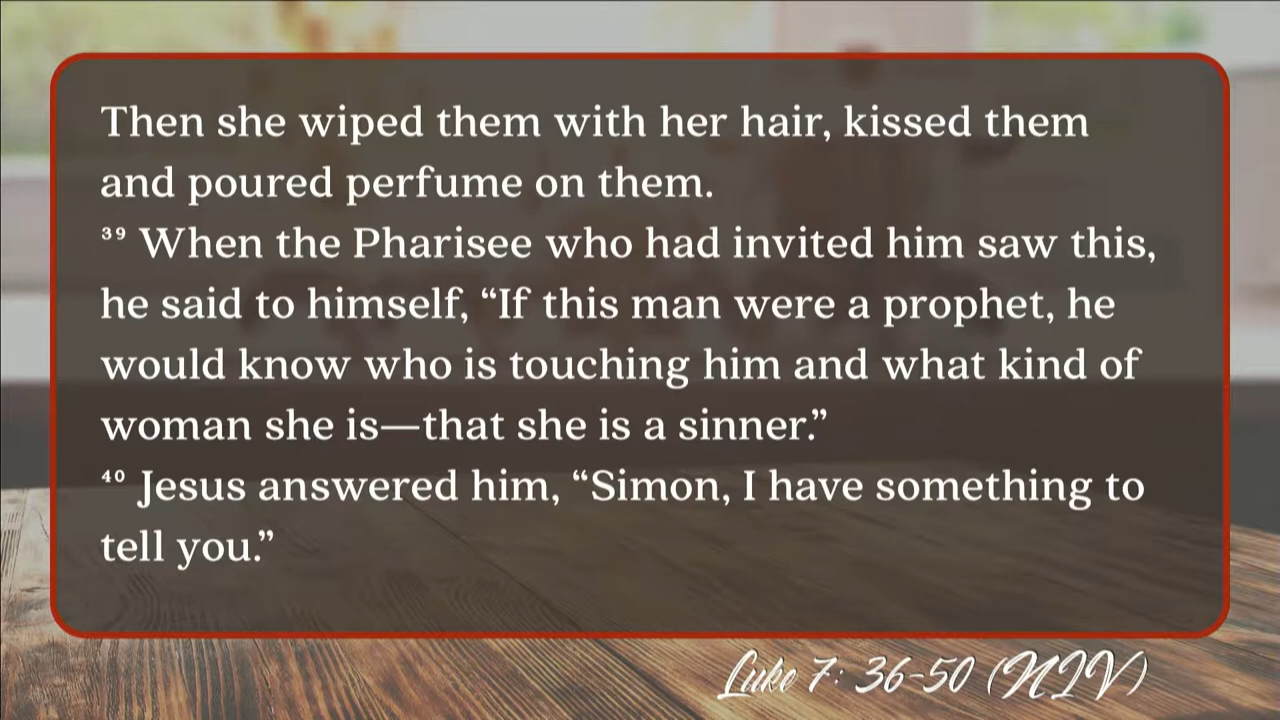 Then she wiped them with her hair, kissed them
and poured perfume on them.
³⁹ When the Pharisee who had invited him saw this,
he said to himself, “If this man were a prophet, he
would know who is touching him and what kind of
woman she is—that she is a sinner.”
⁴⁰ Jesus answered him, “Simon, I have something to
tell you.”
Luke 7: 36-50 (NIV)